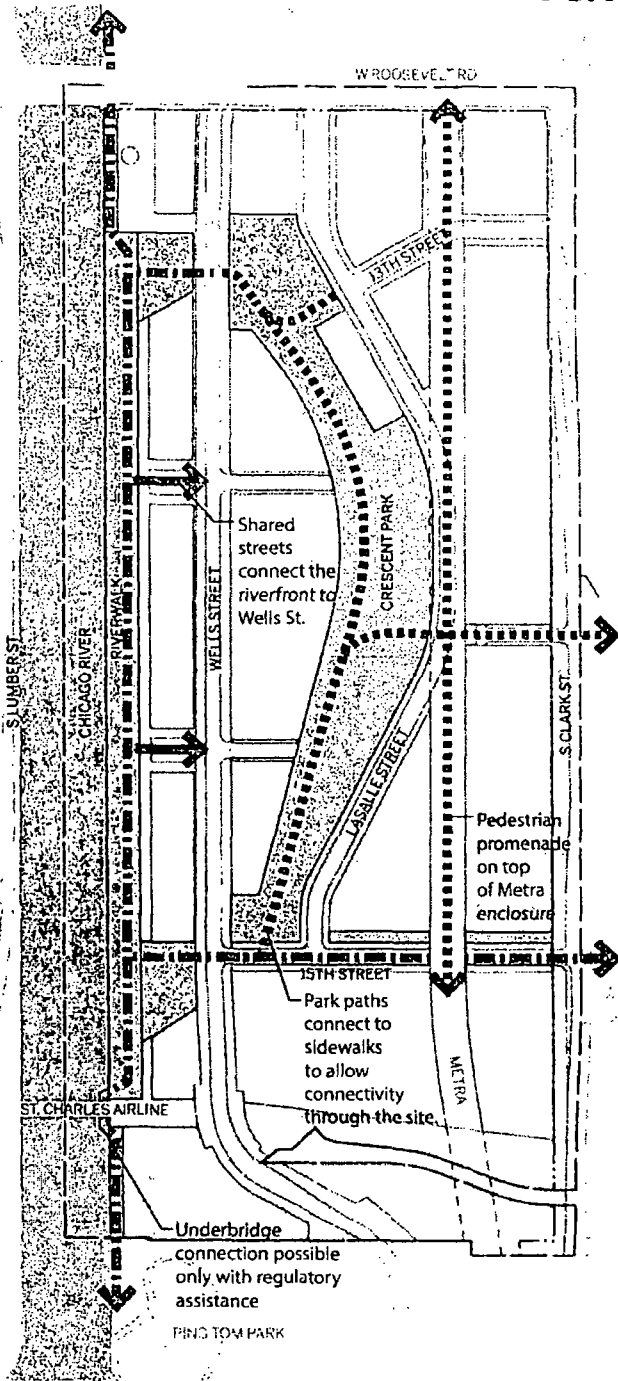 W ROOSEVELT RD
13TH STREET
Shared
streets
connect the
riverfront to
Wells St.
CRESCENT PARK
WELLS STREET
RIVERWALK
CHICAGO RIVER
S LUMBER ST.
LASALLE STREET
S. CLARK ST.
Pedestrian
promenade
on top
of Metra
enclosure
15TH STREET
Park paths
connect to
sidewalks
to allow
connectivity
through the site.
METRA
ST. CHARLES AIRLINE
Underbridge
connection possible
only with regulatory
assistance
PING TOM PARK